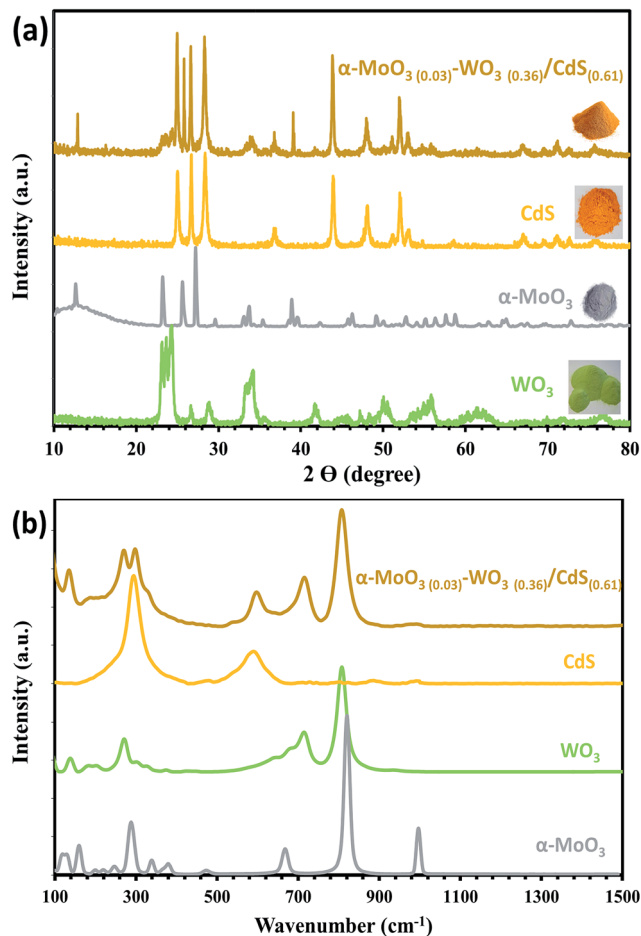 (a)
α-MoO₃ (0.03)-WO₃ (0.36)/CdS(0.61)
CdS
α-MoO₃
WO₃
Intensity (a.u.)
10 20 30 40 50 60 70 80
2 ϴ (degree)
(b)
α-MoO₃ (0.03)-WO₃ (0.36)/CdS(0.61)
CdS
WO₃
α-MoO₃
Intensity (a.u.)
100 300 500 700 900 1100 1300 1500
Wavenumber (cm⁻¹)